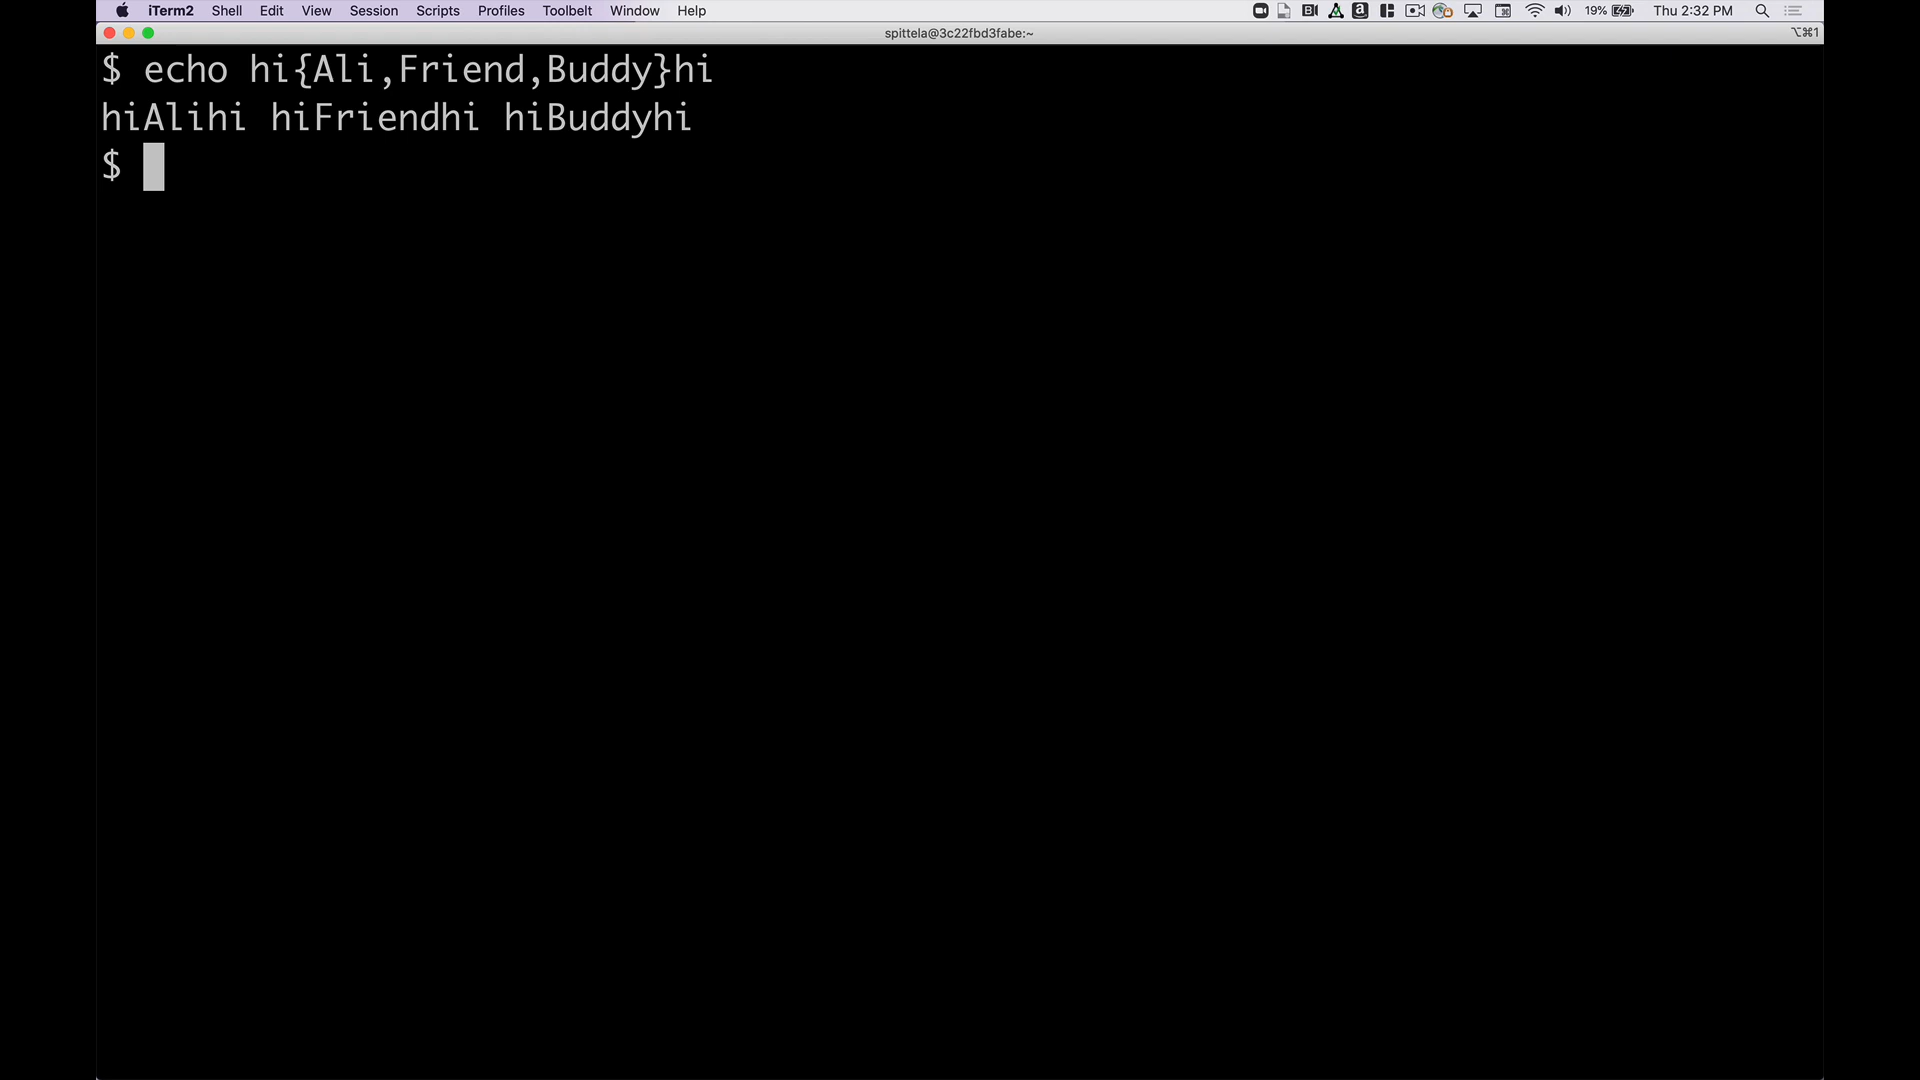 iTerm2 Shell Edit View Session Scripts Profiles Toolbelt Window Help 19% Thu 2:32 PM
spittela@3c22fbd3fabe:~ ⌥⌘1
$ echo hi{Ali,Friend,Buddy}hi
hiAlihi hiFriendhi hiBuddyhi
$